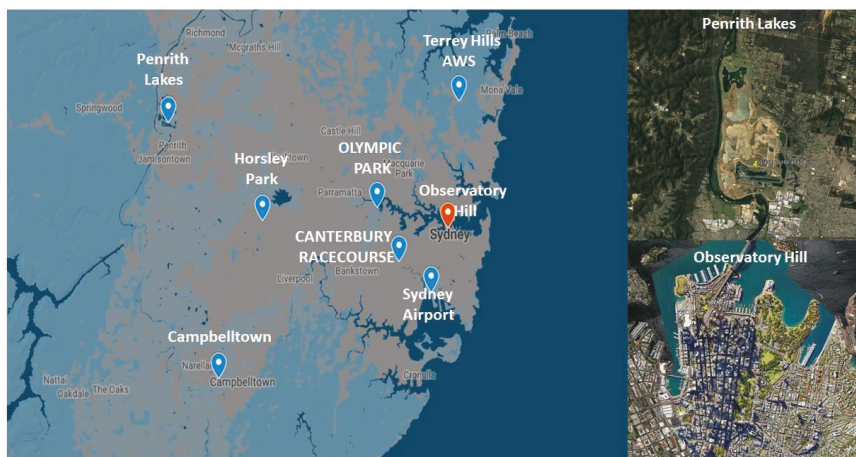 Richmond
McGraths Hill
Penrith
Lakes
Springwood
Penrith
Jamisontown
Terrey Hills
AWS
Palm Beach
Mona Vale
Castle Hill
Horsley
Park
OLYMPIC
PARK
Macquarie
Park
Parramatta
Observatory
Hill
Sydney
CANTERBURY
RACECOURSE
Bankstown
Liverpool
Sydney
Airport
Campbelltown
Campbelltown
Nattai
Oakdale
The Oaks
Cronulla
Penrith Lakes
Observatory Hill